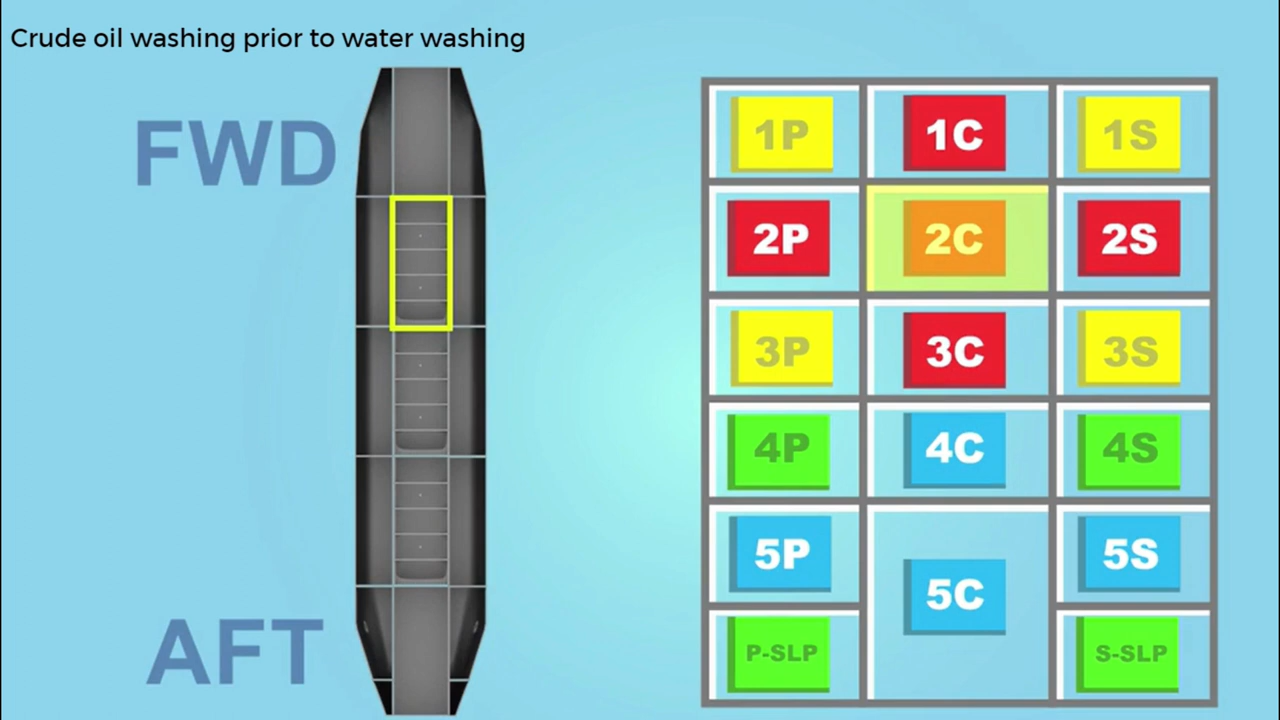 Crude oil washing prior to water washing
FWD
AFT
1P 1C 1S
2P 2C 2S
3P 3C 3S
4P 4C 4S
5P 5C 5S
P-SLP S-SLP